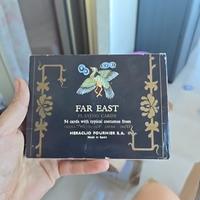 FAR EAST
PLAYING CARDS
54 cards with typical costumes from
HERACLIO FOURNIER S.A.
Made in Spain